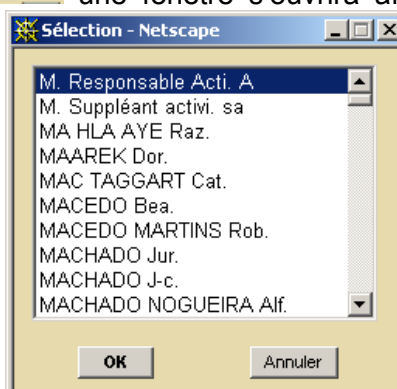 une fenêtre s'ouvrira
Sélection - Netscape
M. Responsable Acti. A
M. Suppléant activi. sa
MA HLA AYE Raz.
MAAREK Dor.
MAC TAGGART Cat.
MACEDO Bea.
MACEDO MARTINS Rob.
MACHADO Jur.
MACHADO J-c.
MACHADO NOGUEIRA Alf.
OK Annuler